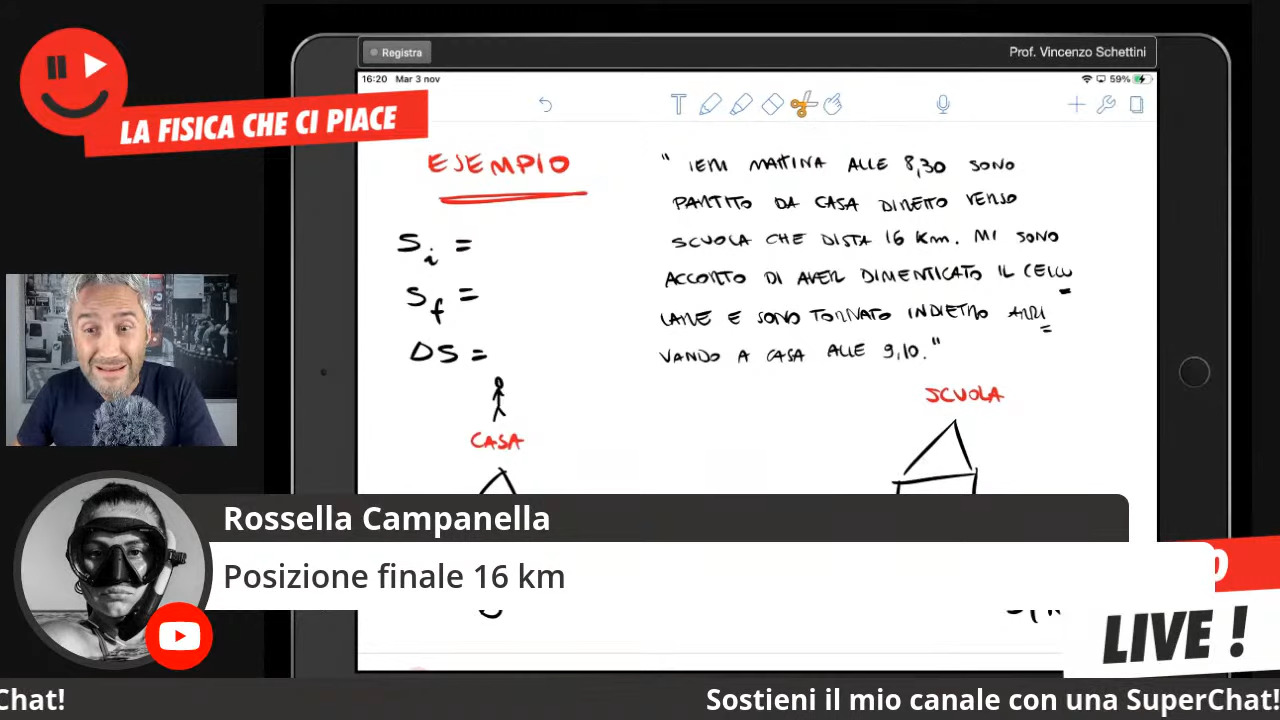 Registra
Prof. Vincenzo Schettini
16:20 Mar 3 nov
59%
LA FISICA CHE CI PIACE
ESEMPIO
" IERI MATTINA ALLE 8,30 SONO
PARTITO DA CASA DIRETTO VERSO
SCUOLA CHE DISTA 16 Km. MI SONO
ACCORTO DI AVER DIMENTICATO IL CELLU
LARE E SONO TORNATO INDIETRO ARRI
VANDO A CASA ALLE 9,10."
Si =
Sf =
DS =
CASA
SCUOLA
Rossella Campanella
Posizione finale 16 km
LIVE !
Chat!
Sostieni il mio canale con una SuperChat!